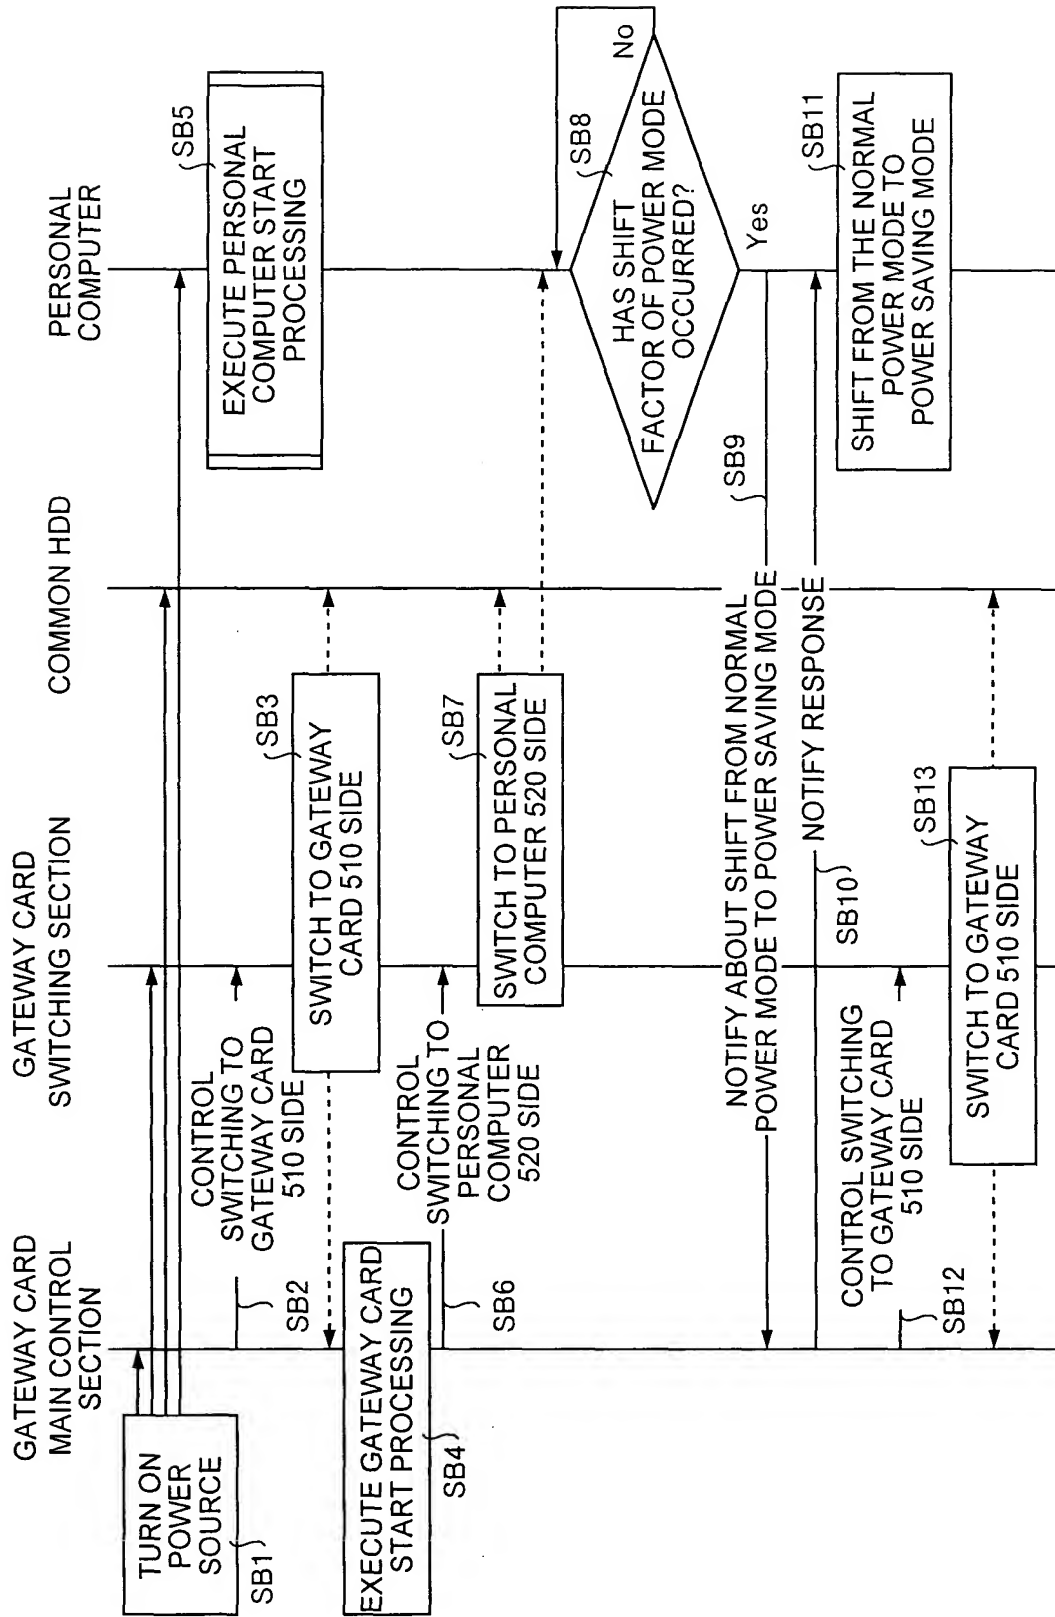 GATEWAY CARD
MAIN CONTROL
SECTION
GATEWAY CARD
SWITCHING SECTION
COMMON HDD
PERSONAL
COMPUTER
TURN ON
POWER
SOURCE
SB1
CONTROL
SWITCHING TO
GATEWAY CARD
510 SIDE
SB2
SWITCH TO GATEWAY
CARD 510 SIDE
SB3
EXECUTE GATEWAY CARD
START PROCESSING
SB4
EXECUTE PERSONAL
COMPUTER START
PROCESSING
SB5
CONTROL
SWITCHING TO
PERSONAL
COMPUTER
520 SIDE
SB6
SWITCH TO PERSONAL
COMPUTER 520 SIDE
SB7
HAS SHIFT
FACTOR OF POWER MODE
OCCURRED?
SB8
No
Yes
NOTIFY ABOUT SHIFT FROM NORMAL
POWER MODE TO POWER SAVING MODE
SB9
NOTIFY RESPONSE
SB10
SHIFT FROM THE NORMAL
POWER MODE TO
POWER SAVING MODE
SB11
CONTROL SWITCHING
TO GATEWAY CARD
510 SIDE
SB12
SWITCH TO GATEWAY
CARD 510 SIDE
SB13